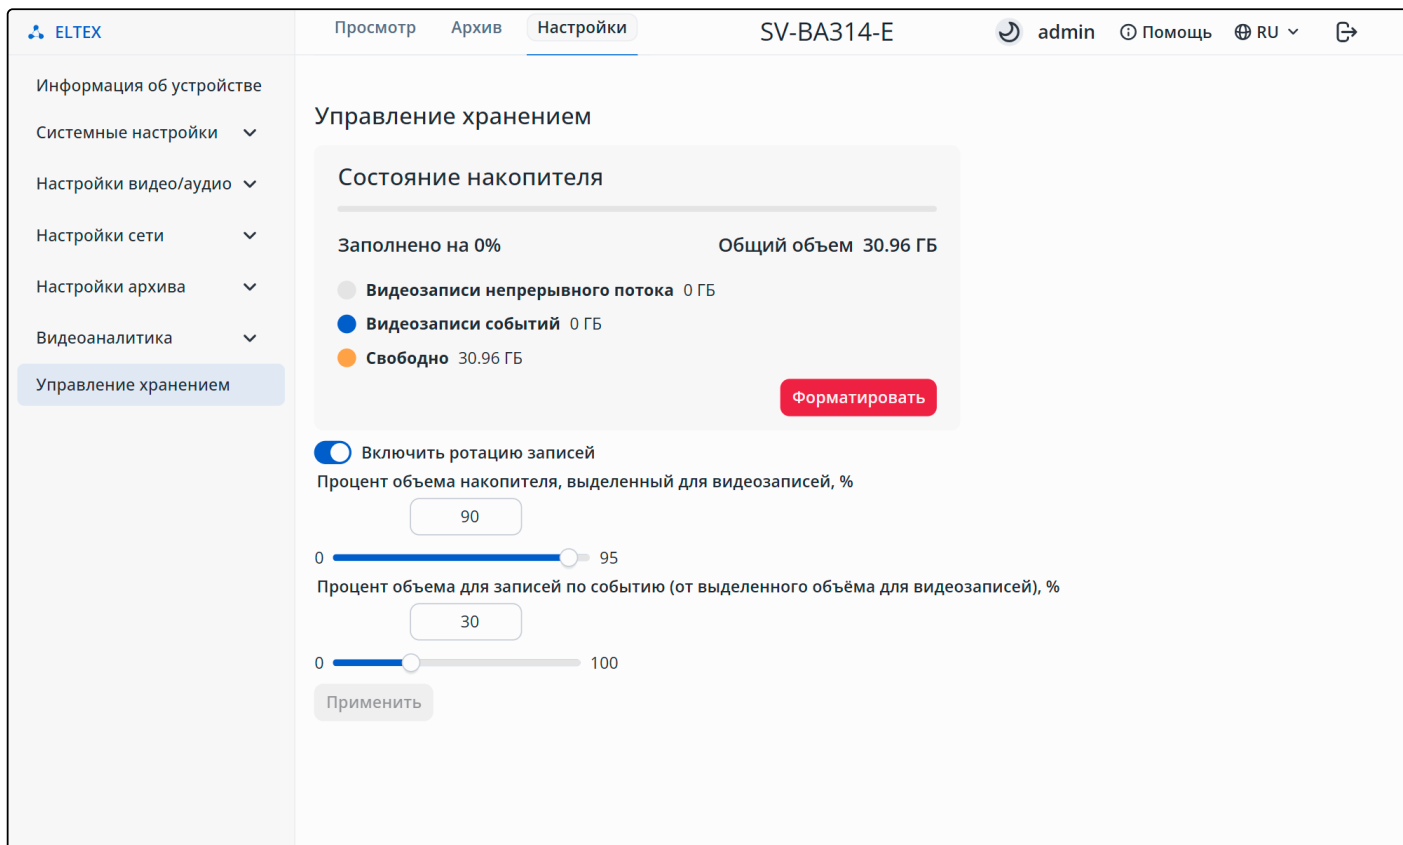 ELTEX
Просмотр Архив Настройки SV-BA314-E admin Помощь RU
Информация об устройстве
Системные настройки
Настройки видео/аудио
Настройки сети
Настройки архива
Видеоаналитика
Управление хранением
Управление хранением
Состояние накопителя
Заполнено на 0% Общий объем 30.96 ГБ
Видеозаписи непрерывного потока 0 ГБ
Видеозаписи событий 0 ГБ
Свободно 30.96 ГБ
Форматировать
Включить ротацию записей
Процент объема накопителя, выделенный для видеозаписей, %
90
0 95
Процент объема для записей по событию (от выделенного объёма для видеозаписей), %
30
0 100
Применить